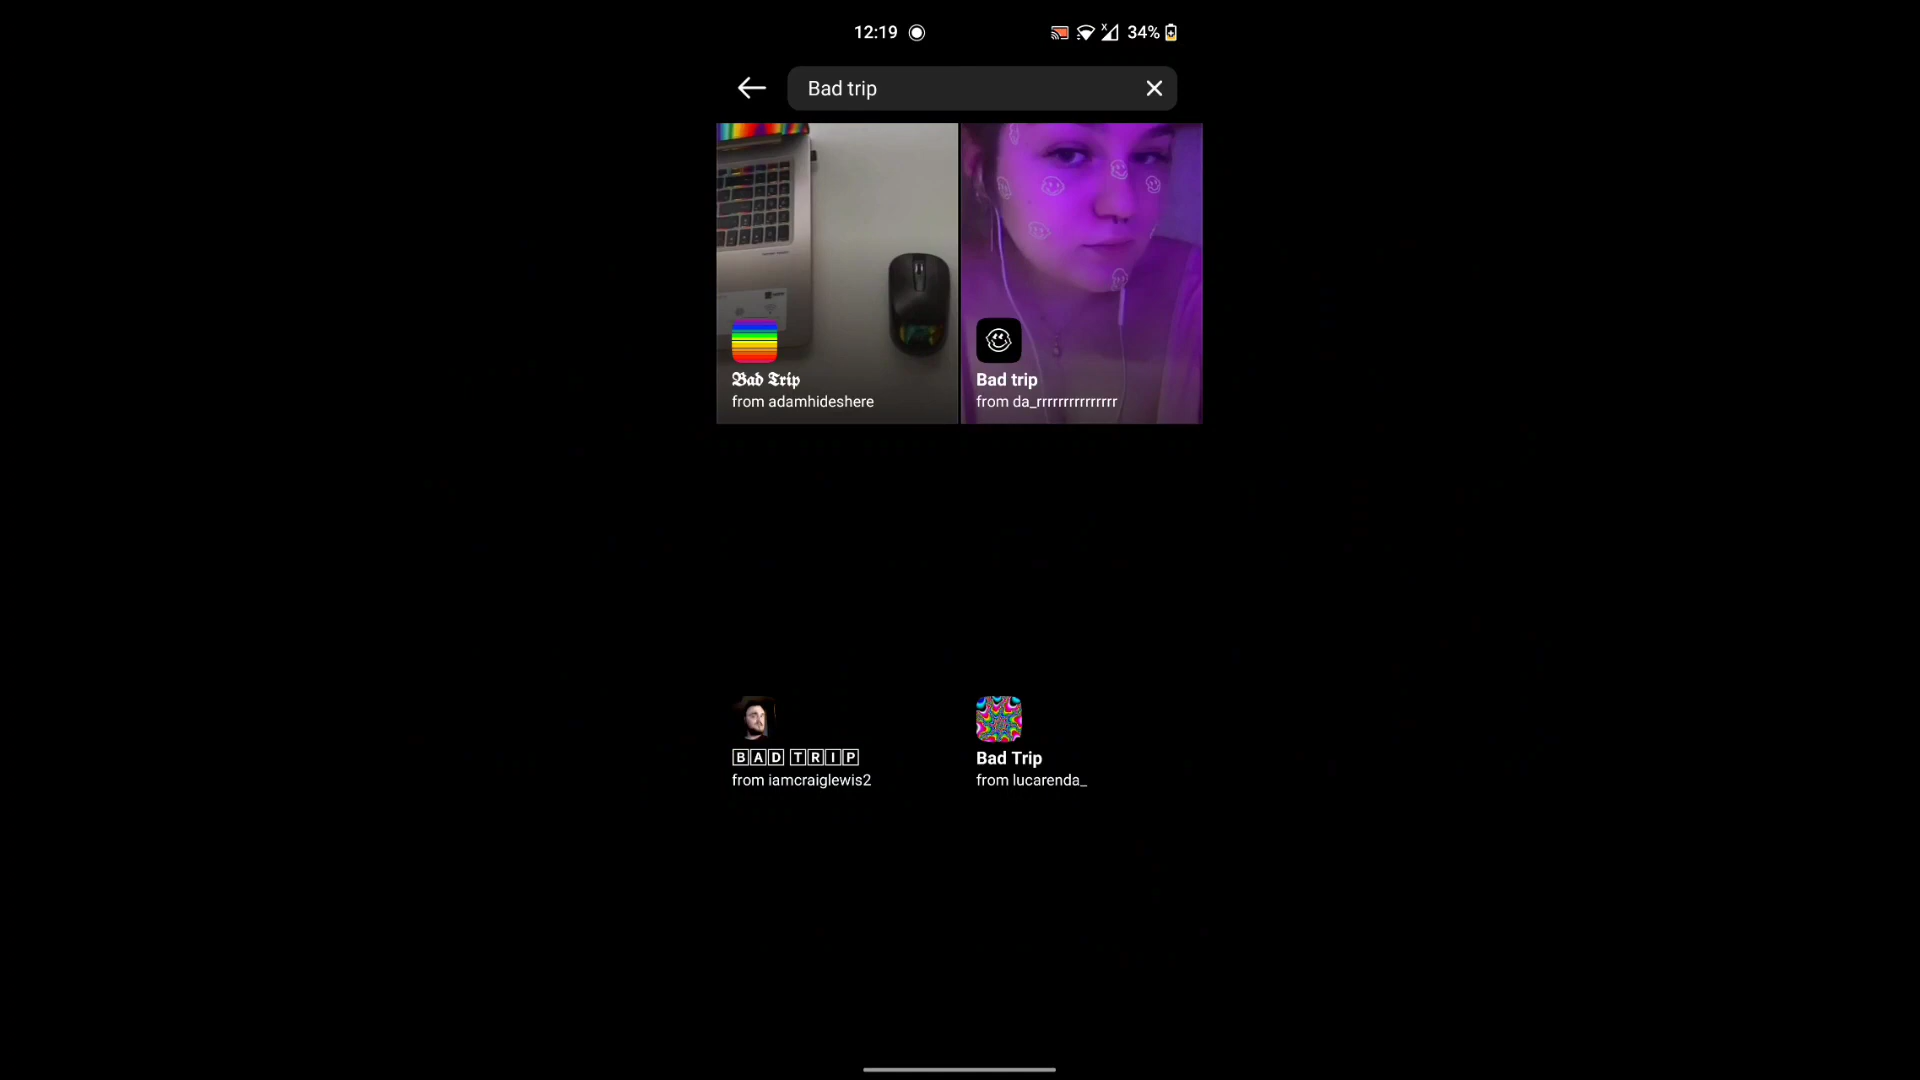 12:19
34%
Bad trip
𝕭𝖆𝖉 𝕿𝖗𝖎𝖕
from adamhideshere
Bad trip
from da_rrrrrrrrrrrrrr
🄱🄰🄳 🅃🅁🄸🄿
from iamcraiglewis2
Bad Trip
from lucarenda_